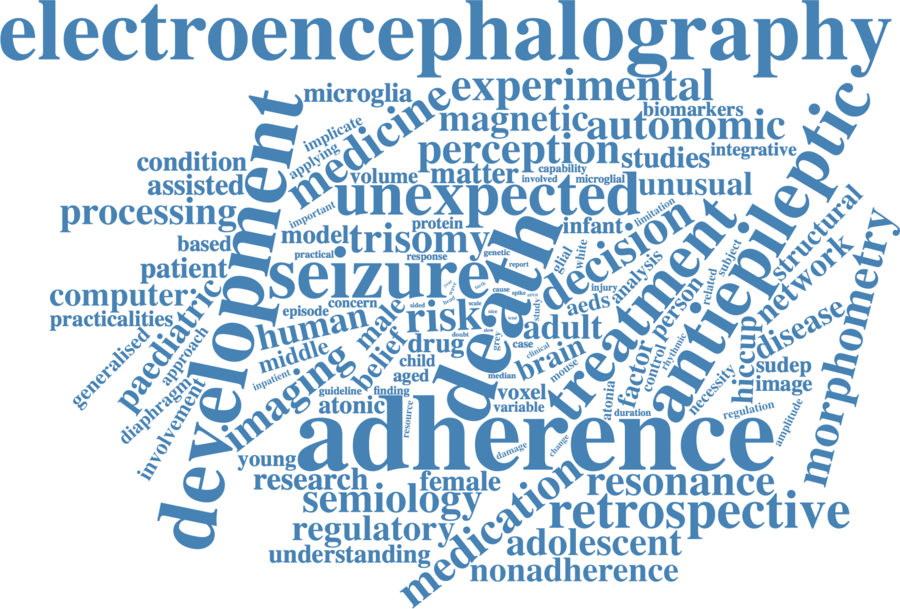 electroencephalography
microglia
experimental
implicate
medicine
magnetic
biomarkers
autonomic
applying
perception
studies
integrative
condition
assisted
volume
matter
capability
involved
microglial
unusual
processing
unexpected
important
limitation
development
protein
infant
based
model
trisomy
practical
response
genetic
report
glial
white
decision
antiepileptic
structural
patient
seizure
death
treatment
subject
network
computer
practicalities
episode
concern
sided
birth
cause
spike
area
injury
aeds
analysis
related
person
morphometry
generalised
paediatric
human
male
risk
head
wave
scale
study
adult
approach
middle
belief
drug
doubt
grey
case
brain
clinical
factor
control
rhythmic
disease
diaphragm
imaging
child
aged
median
mouse
hiccup
sudep
image
involvement
inpatient
guideline
finding
voxel
variable
atonia
necessity
atonic
resource
adherence
duration
regulation
amplitude
young
damage
change
research
female
resonance
semiology
medication
retrospective
regulatory
adolescent
understanding
nonadherence